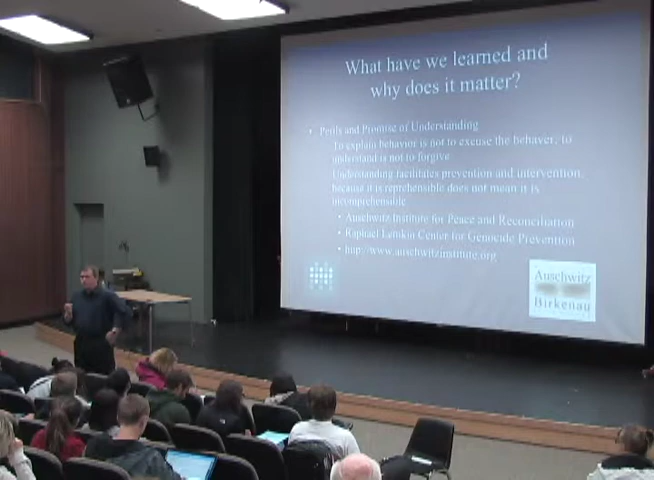 What have we learned and
why does it matter?
• Perils and Promise of Understanding
To explain behavior is not to excuse the behaver, to
understand is not to forgive
Understanding facilitates prevention and intervention,
because it is reprehensible does not mean it is
incomprehensible
• Auschwitz Institute for Peace and Reconciliation
• Raphael Lemkin Center for Genocide Prevention
• http://www.auschwitzinstitute.org
Auschwitz
Birkenau